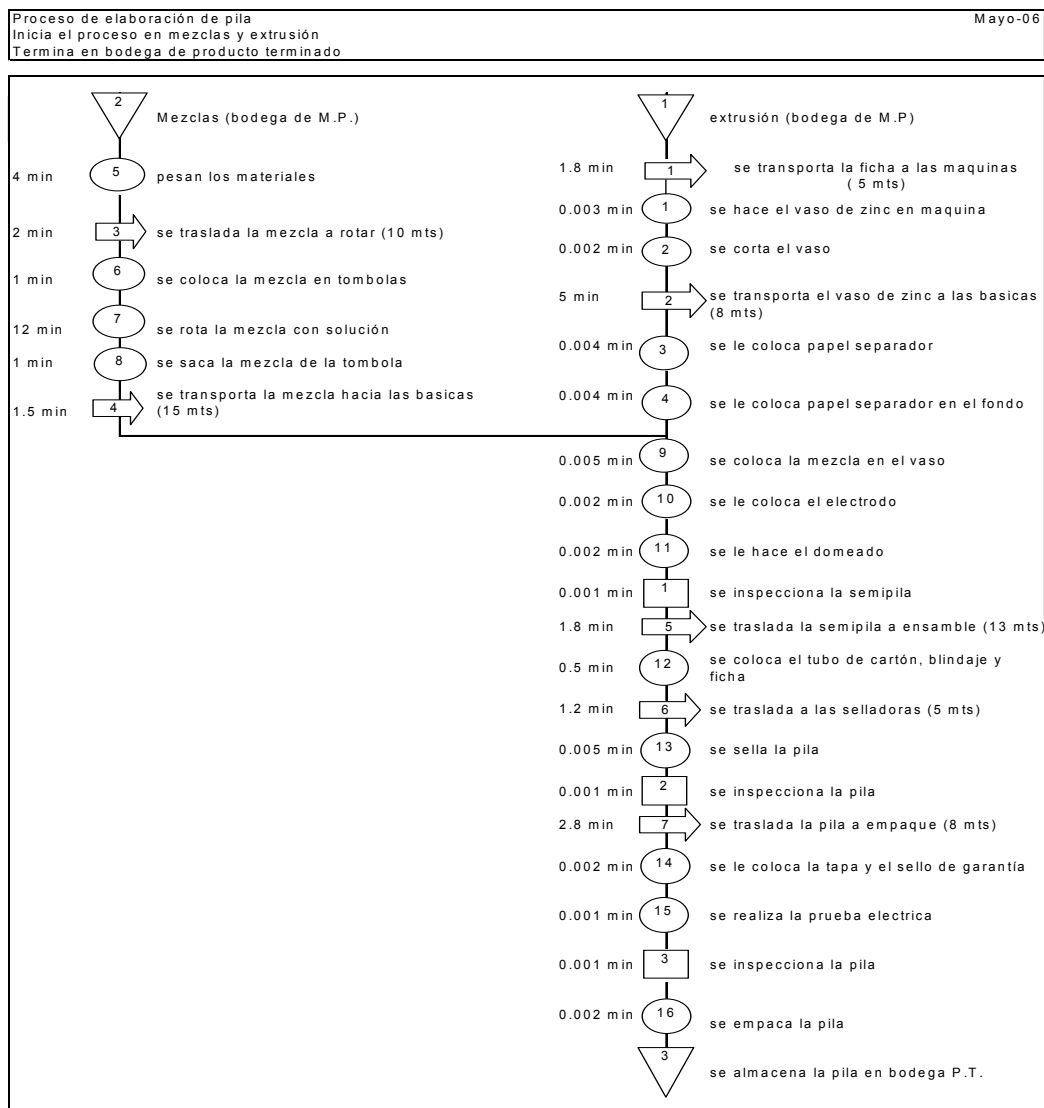 Proceso de elaboración de pila
Mayo-06
Inicia el proceso en mezclas y extrusión
Termina en bodega de producto terminado
2
Mezclas (bodega de M.P.)
4 min
5
pesan los materiales
2 min
3
se traslada la mezcla a rotar (10 mts)
1 min
6
se coloca la mezcla en tombolas
12 min
7
se rota la mezcla con solución
1 min
8
se saca la mezcla de la tombola
1.5 min
4
se transporta la mezcla hacia las basicas
(15 mts)
1
extrusión (bodega de M.P)
1.8 min
1
se transporta la ficha a las maquinas
( 5 mts)
0.003 min
1
se hace el vaso de zinc en maquina
0.002 min
2
se corta el vaso
5 min
2
se transporta el vaso de zinc a las basicas
(8 mts)
0.004 min
3
se le coloca papel separador
0.004 min
4
se le coloca papel separador en el fondo
0.005 min
9
se coloca la mezcla en el vaso
0.002 min
10
se le coloca el electrodo
0.002 min
11
se le hace el domeado
0.001 min
1
se inspecciona la semipila
1.8 min
5
se traslada la semipila a ensamble (13 mts)
0.5 min
12
se coloca el tubo de cartón, blindaje y
ficha
1.2 min
6
se traslada a las selladoras (5 mts)
0.005 min
13
se sella la pila
0.001 min
2
se inspecciona la pila
2.8 min
7
se traslada la pila a empaque (8 mts)
0.002 min
14
se le coloca la tapa y el sello de garantía
0.001 min
15
se realiza la prueba electrica
0.001 min
3
se inspecciona la pila
0.002 min
16
se empaca la pila
3
se almacena la pila en bodega P.T.